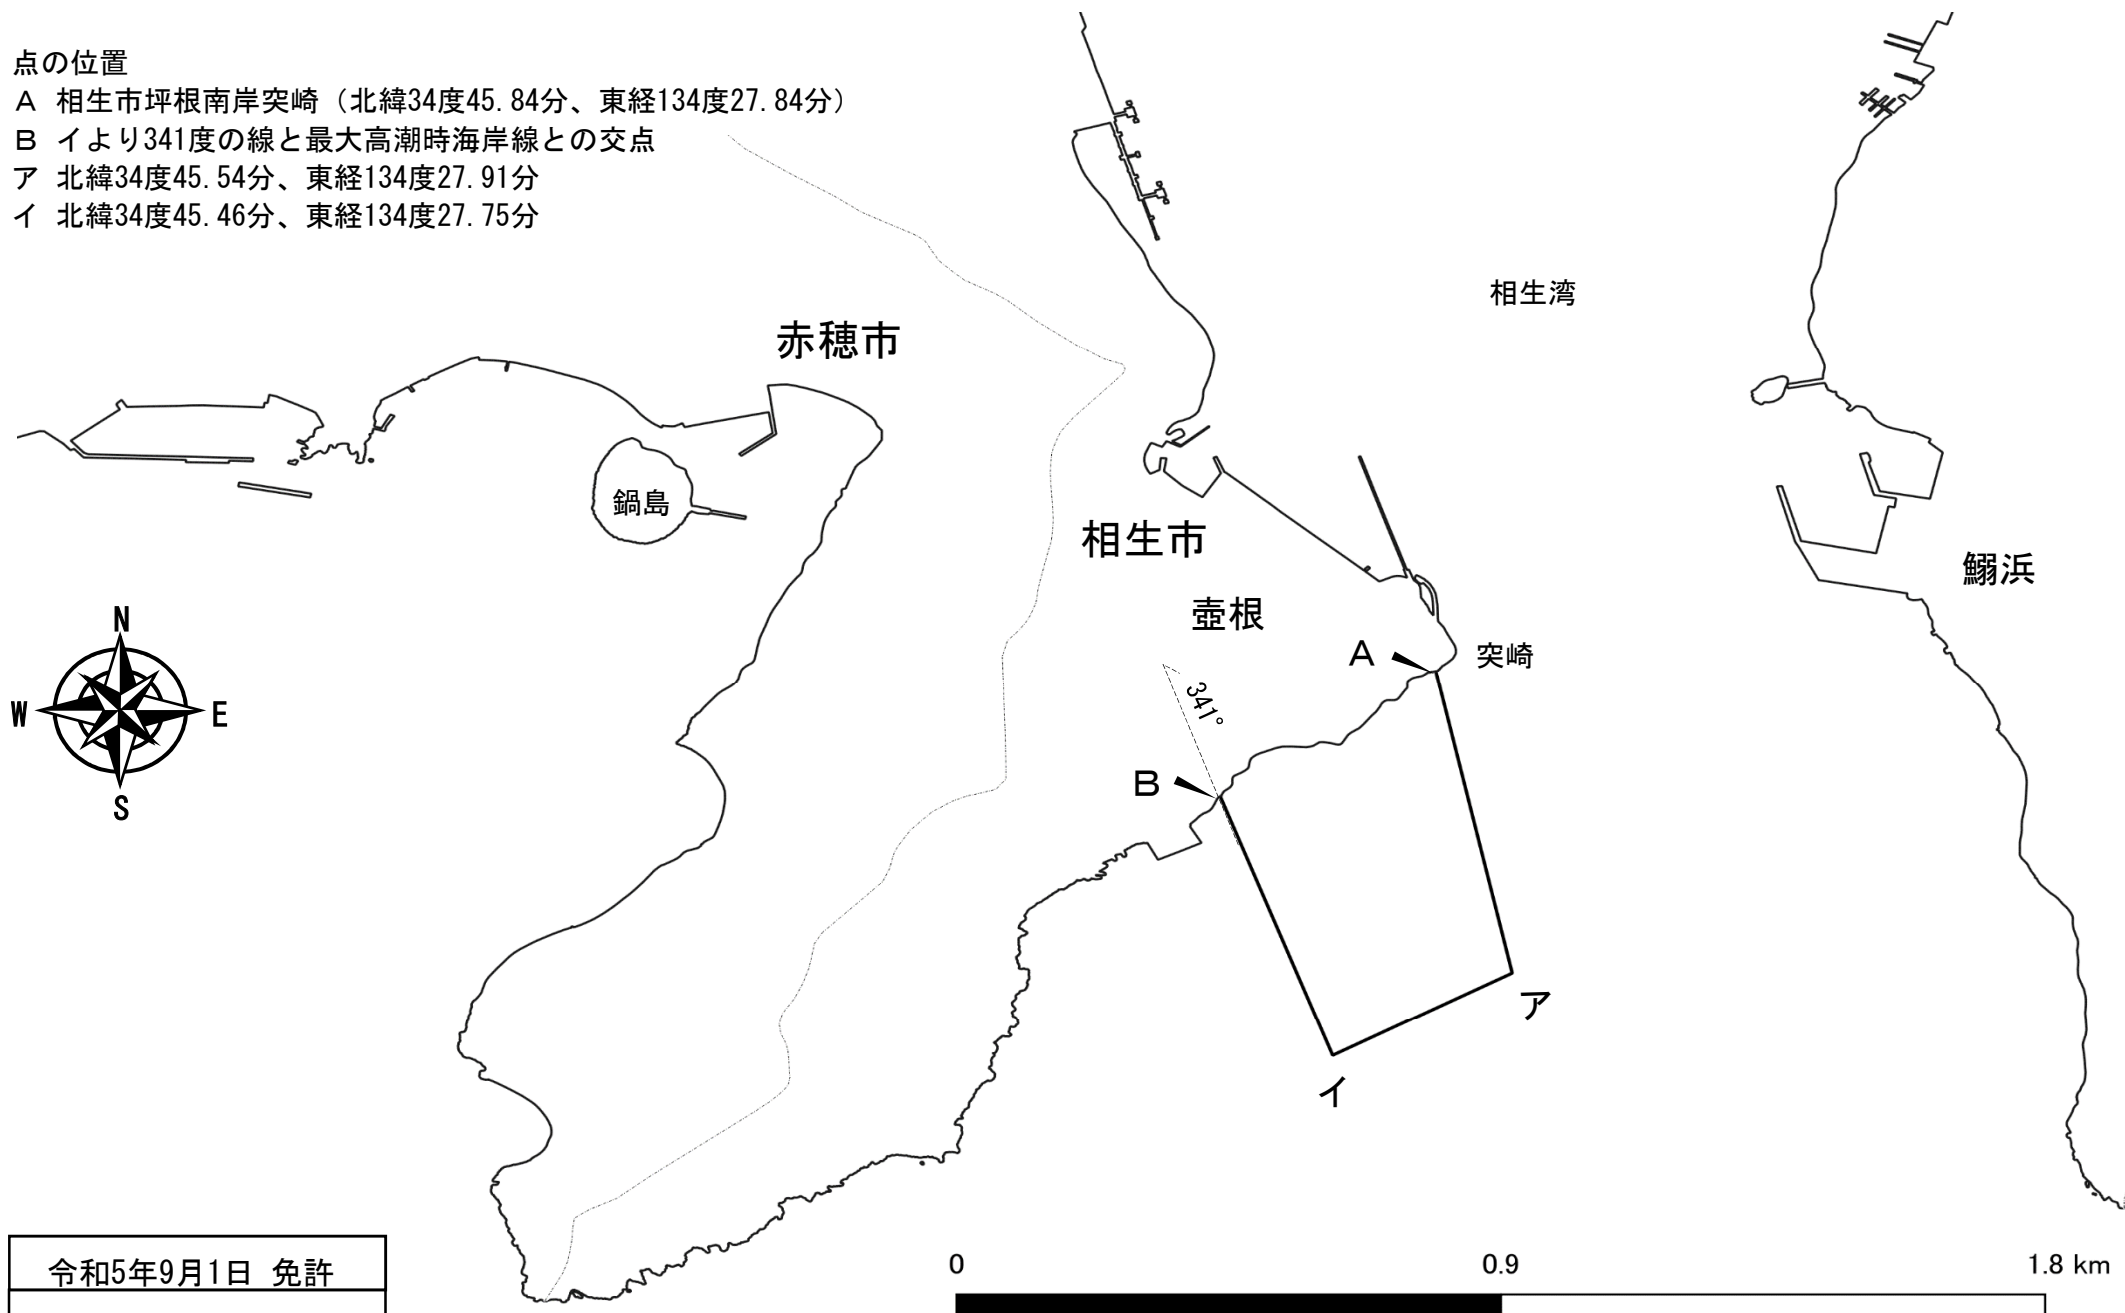 点の位置
A 相生市坪根南岸突崎（北緯34度45.84分、東経134度27.84分）
B イより341度の線と最大高潮時海岸線との交点
ア 北緯34度45.54分、東経134度27.91分
イ 北緯34度45.46分、東経134度27.75分
相生湾
赤穂市
鍋島
相生市
鰯浜
壺根
N
A
突崎
341°
W
E
B
S
ア
イ
令和5年9月1日 免許
0
0.9
1.8 km